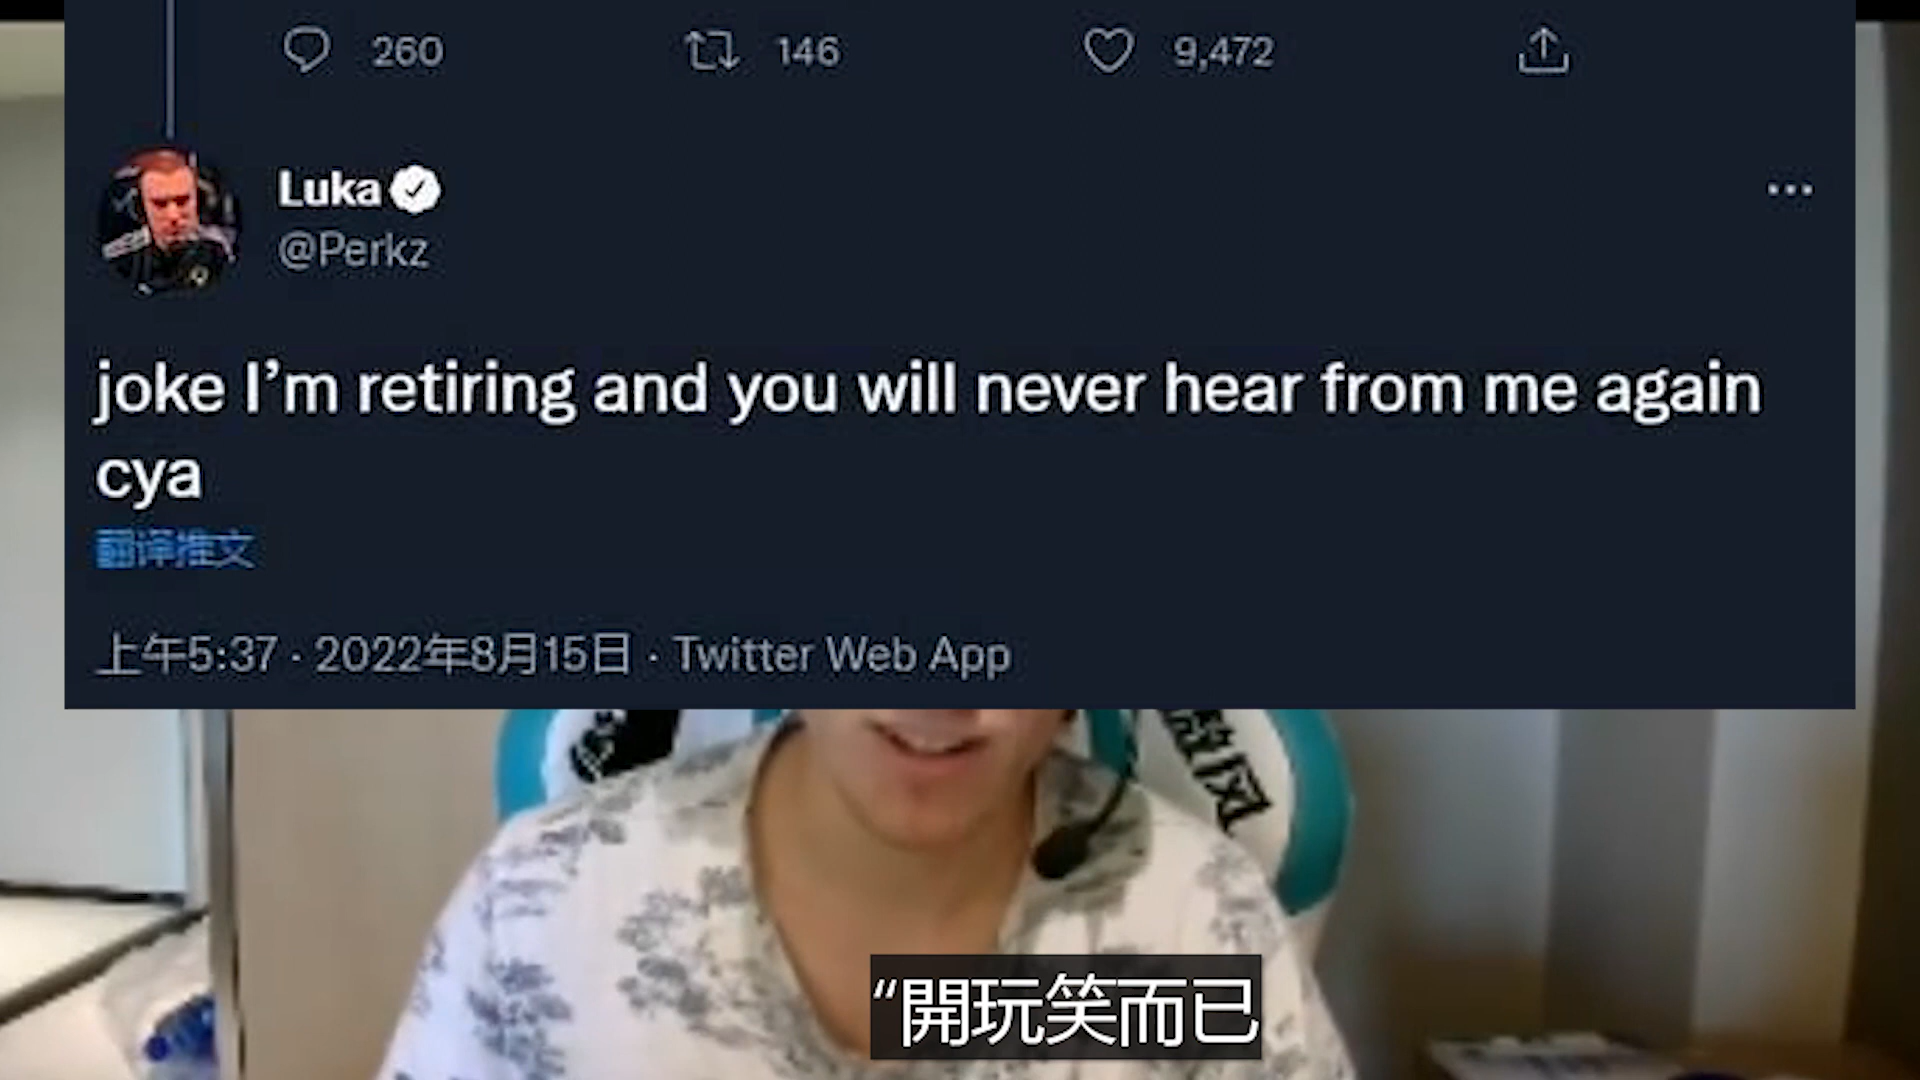 260 146 9,472
Luka
@Perkz
joke I’m retiring and you will never hear from me again
cya
翻译推文
上午5:37 · 2022年8月15日 · Twitter Web App
“開玩笑而已